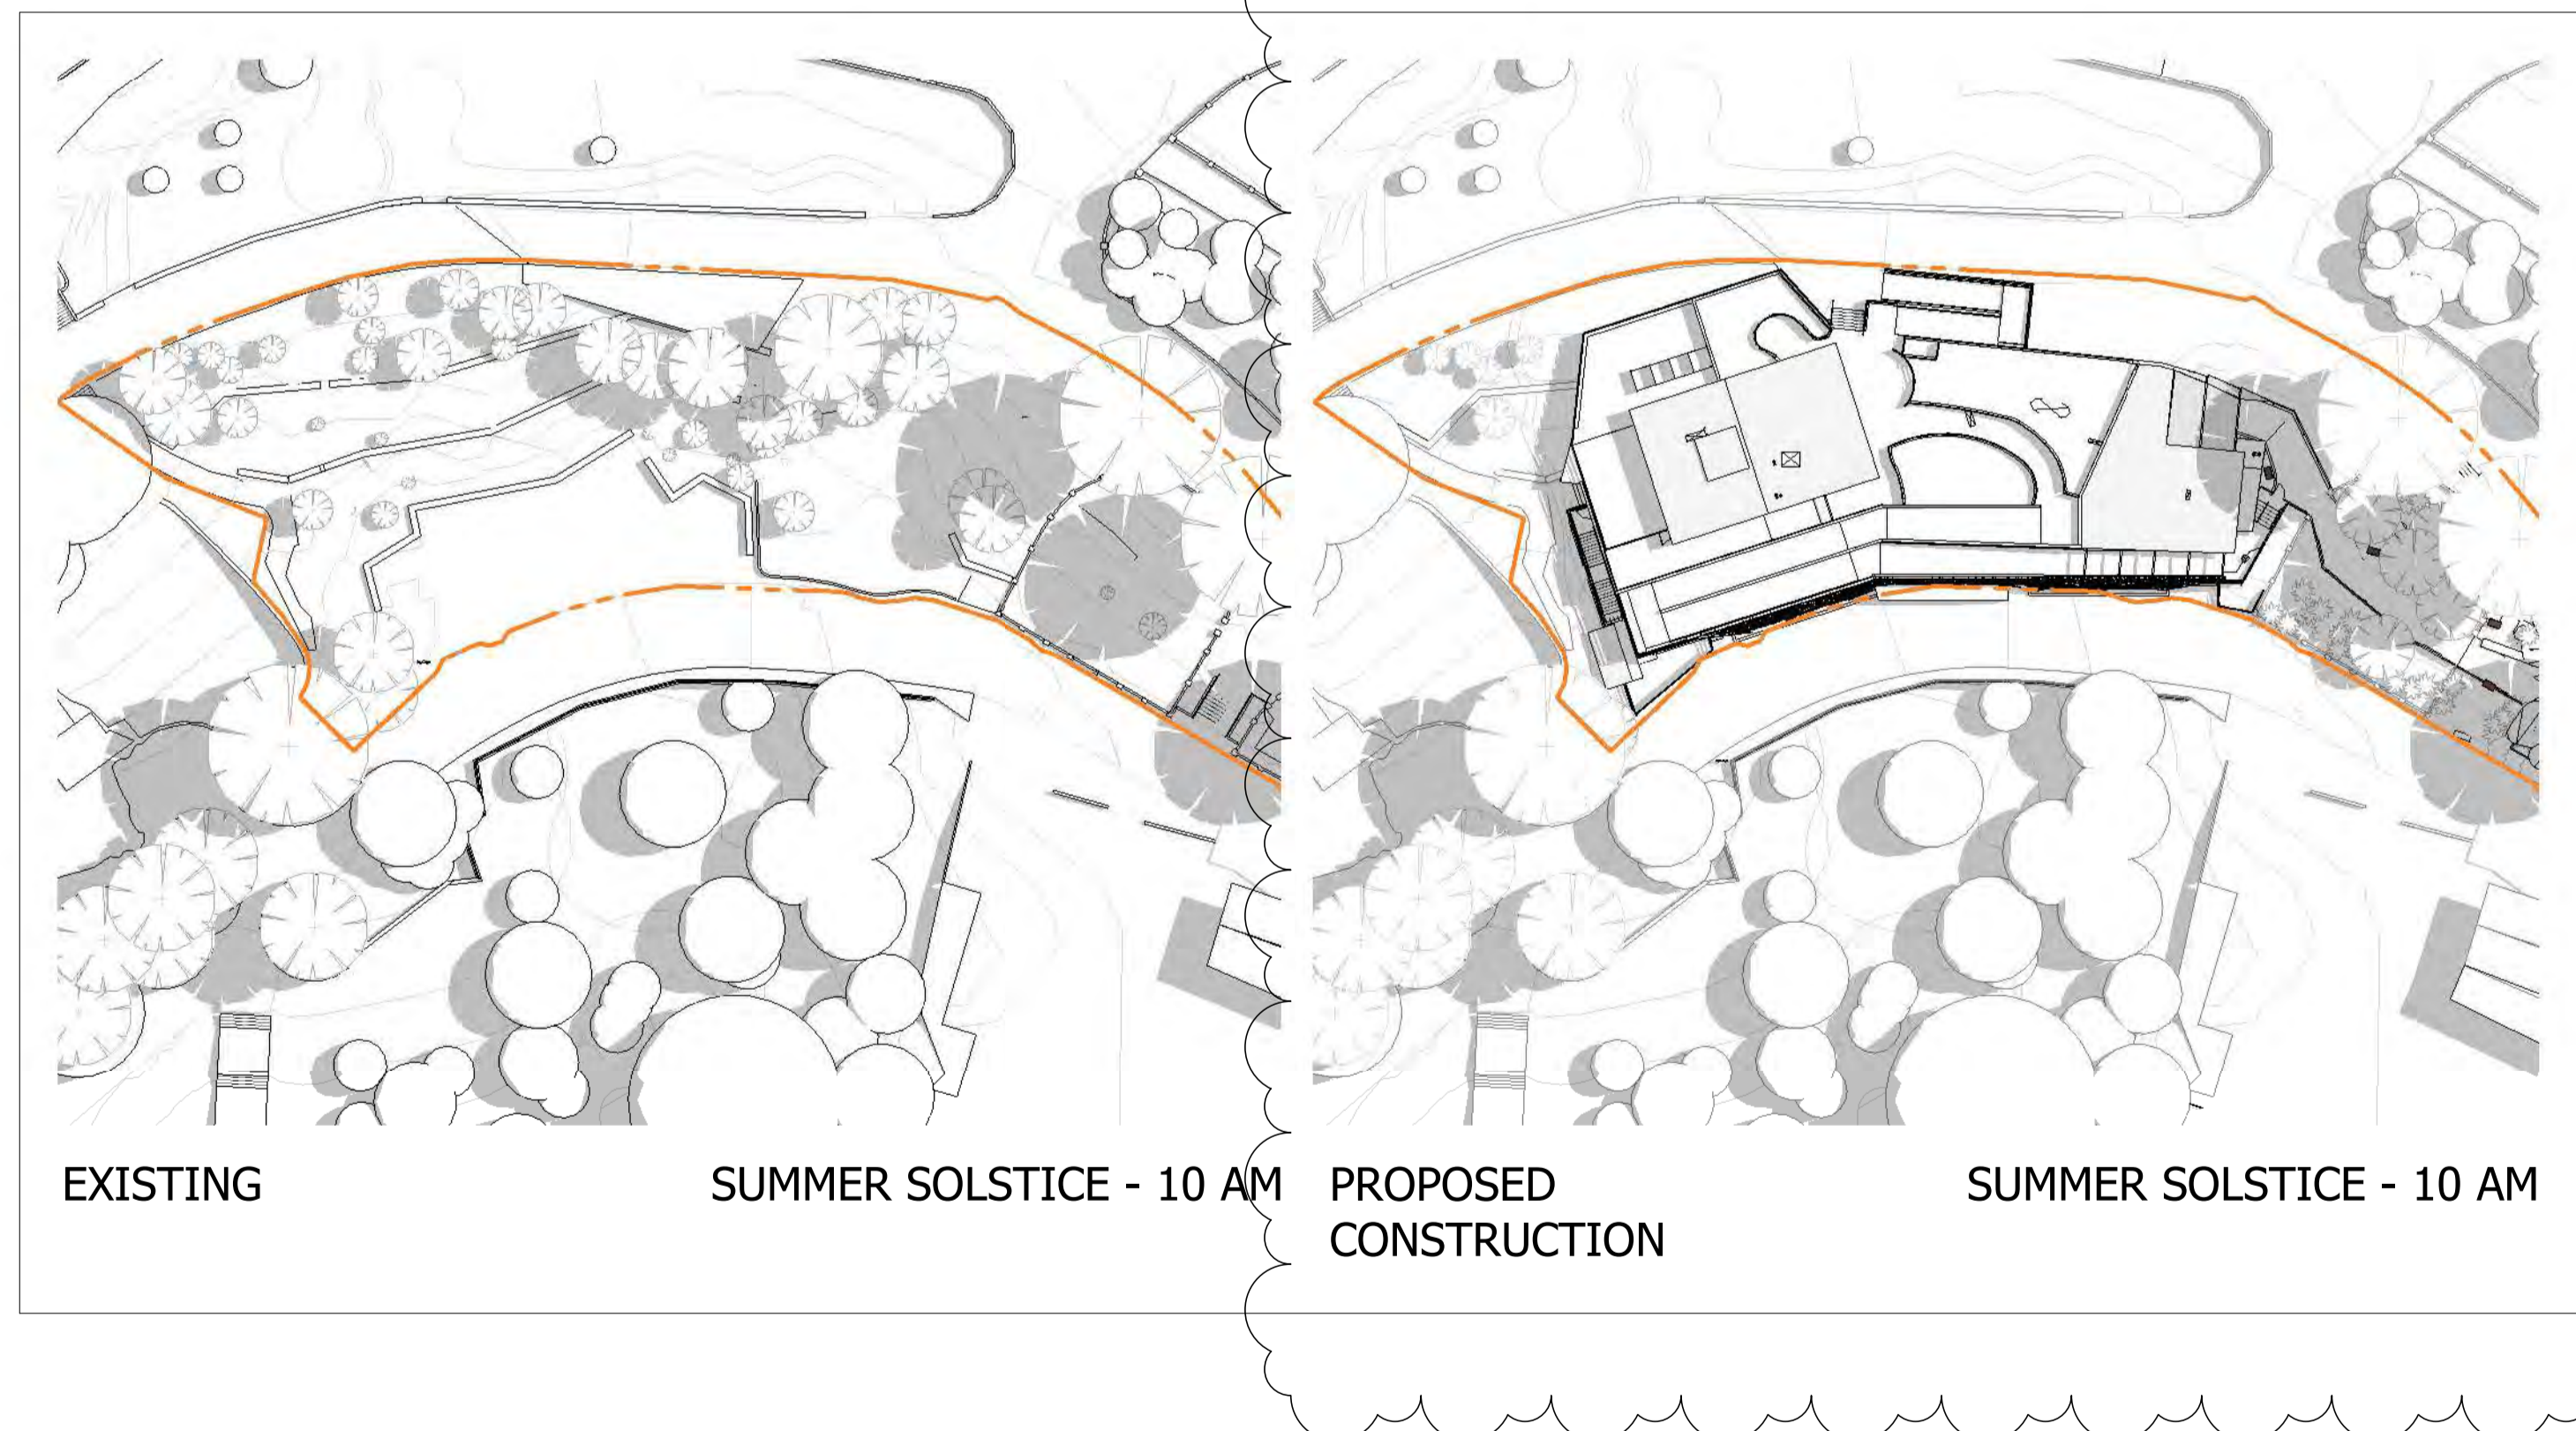 EXISTING
SUMMER SOLSTICE - 10 AM
PROPOSED
CONSTRUCTION
SUMMER SOLSTICE - 10 AM